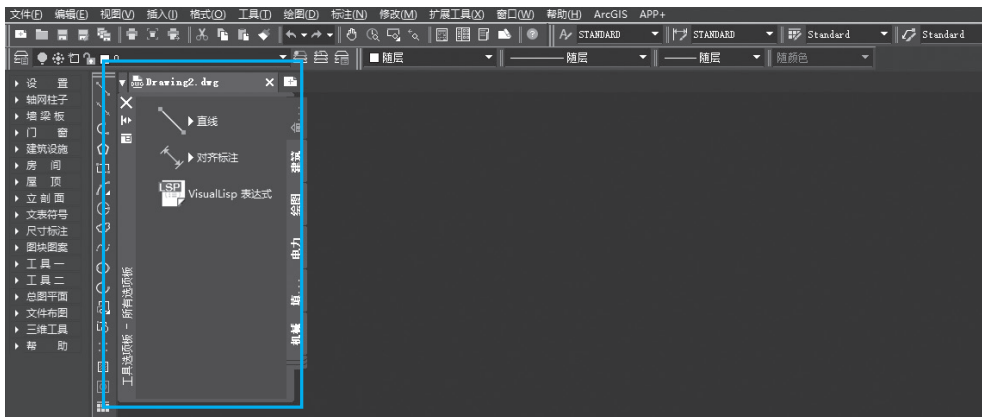 文件(F) 编辑(E) 视图(V) 插入(I) 格式(O) 工具(T) 绘图(D) 标注(N) 修改(M) 扩展工具(X) 窗口(W) 帮助(H) ArcGIS APP+
STANDARD STANDARD Standard Standard
0 随层 随层 随层 随颜色
设 置
轴网柱子
墙梁板
门 窗
建筑设施
房 间
屋 顶
立剖面
文表符号
尺寸标注
图块图案
工具一
工具二
总图平面
文件布图
三维工具
帮 助
Drawing2.dwg
直线
对齐标注
LSP
VisualLisp 表达式
建筑
绘图
电力
机械
工具选项板 - 所有选项板